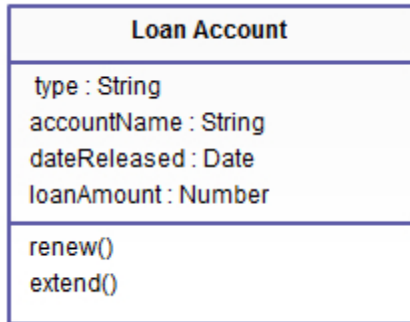 Loan Account
type : String
accountName : String
dateReleased : Date
loanAmount : Number
renew()
extend()